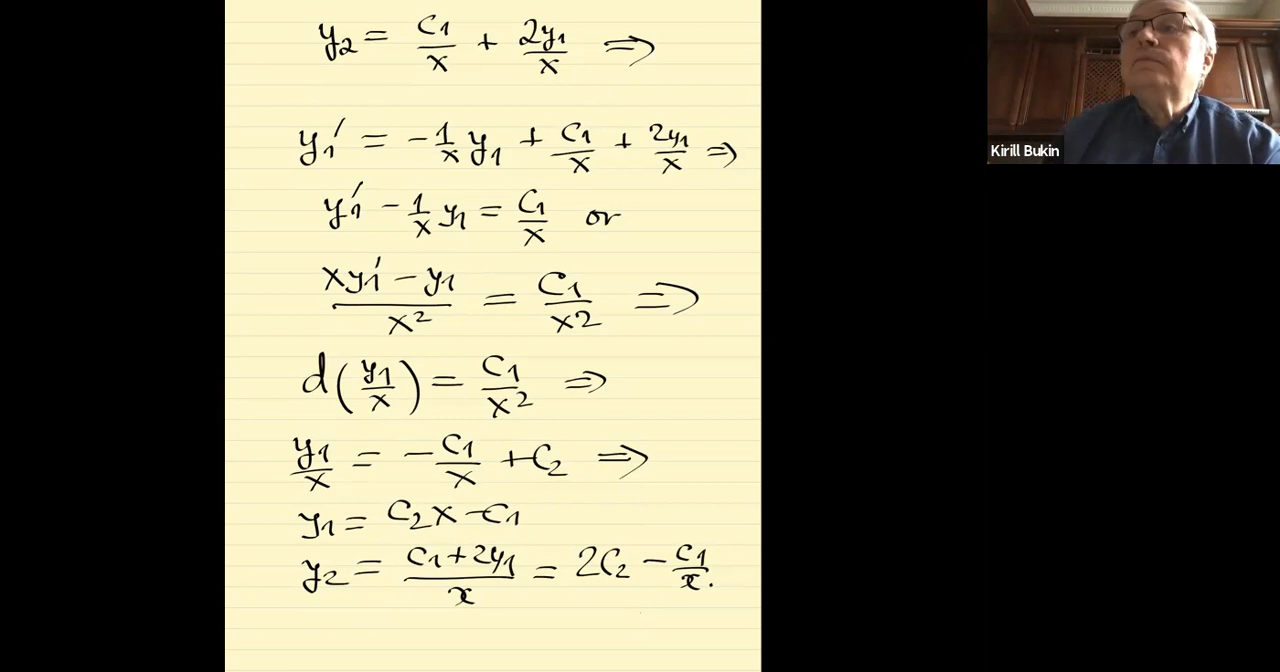 y₂ = C₁/x + 2y₁/x ⇒
y₁′ = −1/x y₁ + C₁/x + 2y₁/x ⇒
y₁′ − 1/x y₁ = C₁/x or
(xy₁′ − y₁)/x² = C₁/x² ⇒
d(y₁/x) = C₁/x² ⇒
y₁/x = −C₁/x + C₂ ⇒
y₁ = C₂x − C₁
y₂ = (C₁+2y₁)/x = 2C₂ − C₁/x.
Kirill Bukin